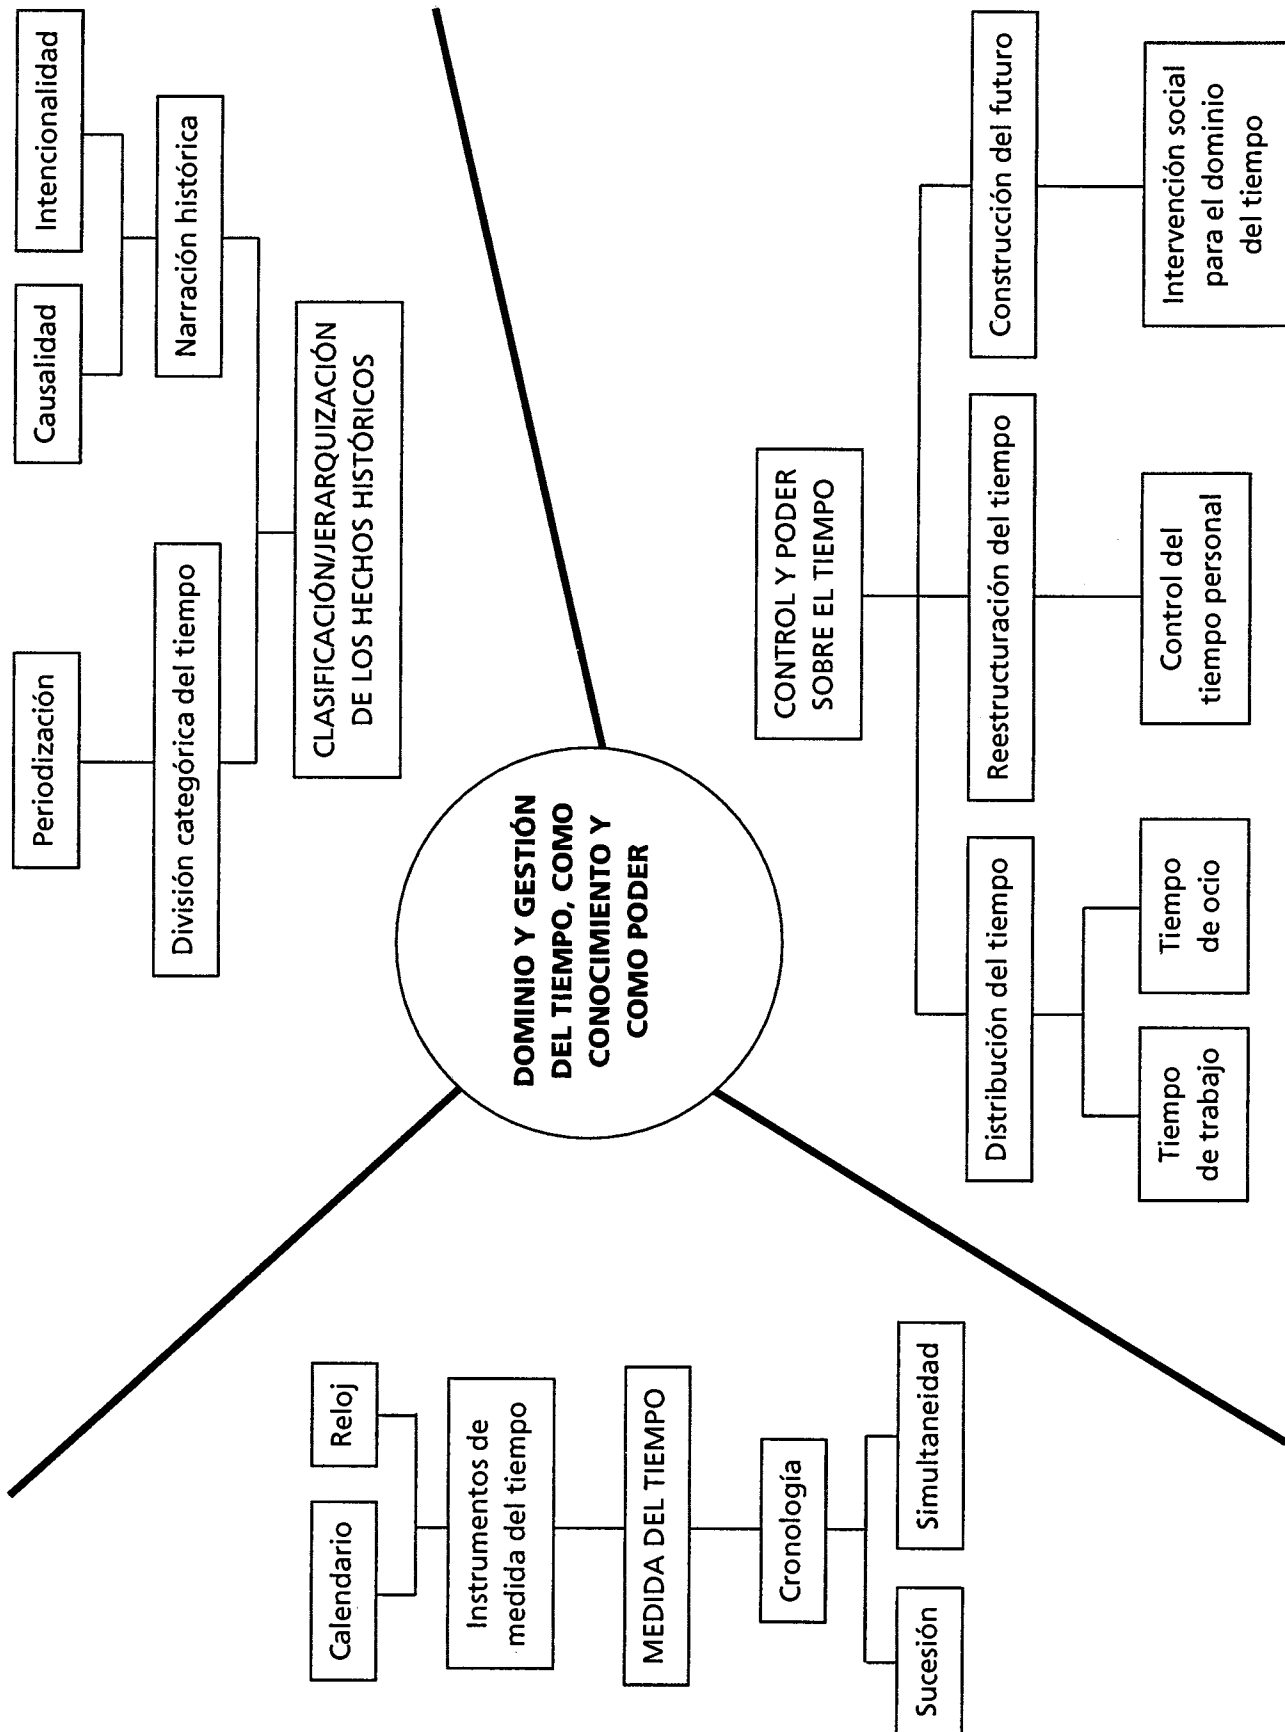 Calendario
Reloj
Instrumentos de
medida del tiempo
MEDIDA DEL TIEMPO
Cronología
Sucesión
Simultaneidad
DOMINIO Y GESTIÓN
DEL TIEMPO, COMO
CONOCIMIENTO Y
COMO PODER
Periodización
Causalidad
Intencionalidad
División categórica del tiempo
Narración histórica
CLASIFICACIÓN/JERARQUIZACIÓN
DE LOS HECHOS HISTÓRICOS
CONTROL Y PODER
SOBRE EL TIEMPO
Distribución del tiempo
Reestructuración del tiempo
Construcción del futuro
Tiempo
de trabajo
Tiempo
de ocio
Control del
tiempo personal
Intervención social
para el dominio
del tiempo